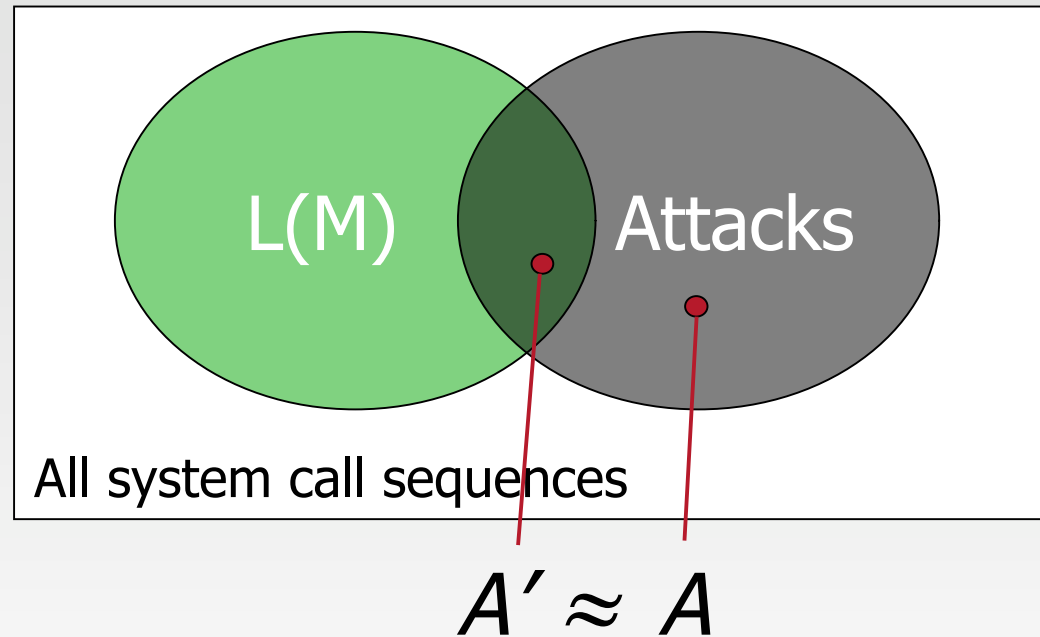 L(M)
Attacks
All system call sequences
A′ ≈ A